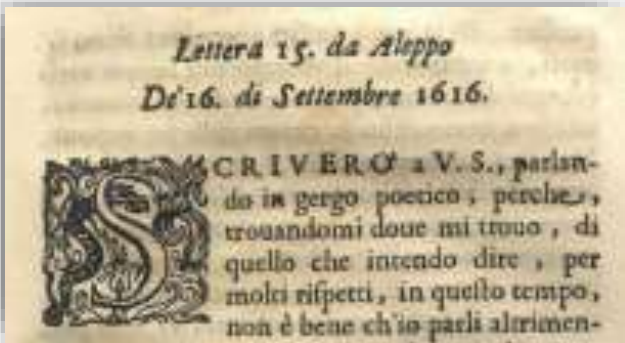 Lettera 15. da Aleppo
De'16. di Settembre 1616.
SCRIVERO' a V. S., parlan-
do in gergo poetico, perche,
trouandomi doue mi trouo, di
quello che intendo dire, per
molti rispetti, in questo tempo,
non è bene ch'io parli altrimen-